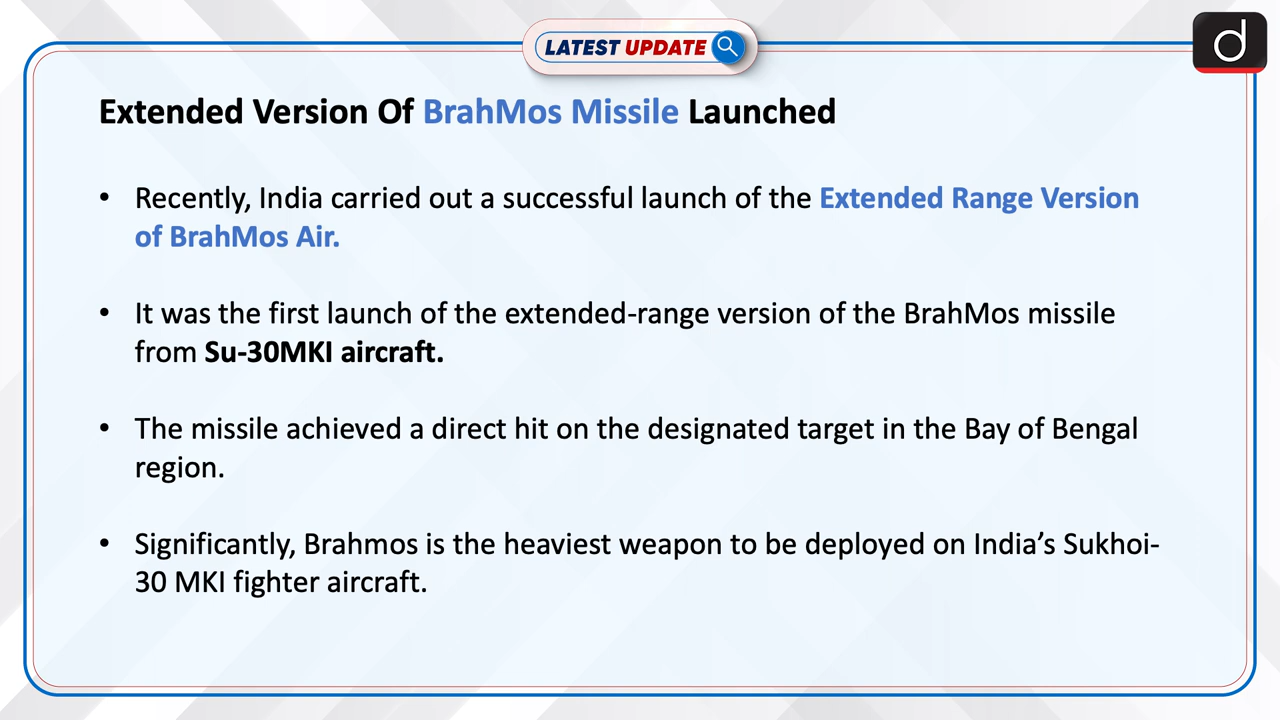 LATEST UPDATE
d
Extended Version Of BrahMos Missile Launched
• Recently, India carried out a successful launch of the Extended Range Version
of BrahMos Air.
• It was the first launch of the extended-range version of the BrahMos missile
from Su-30MKI aircraft.
• The missile achieved a direct hit on the designated target in the Bay of Bengal
region.
• Significantly, Brahmos is the heaviest weapon to be deployed on India’s Sukhoi-
30 MKI fighter aircraft.